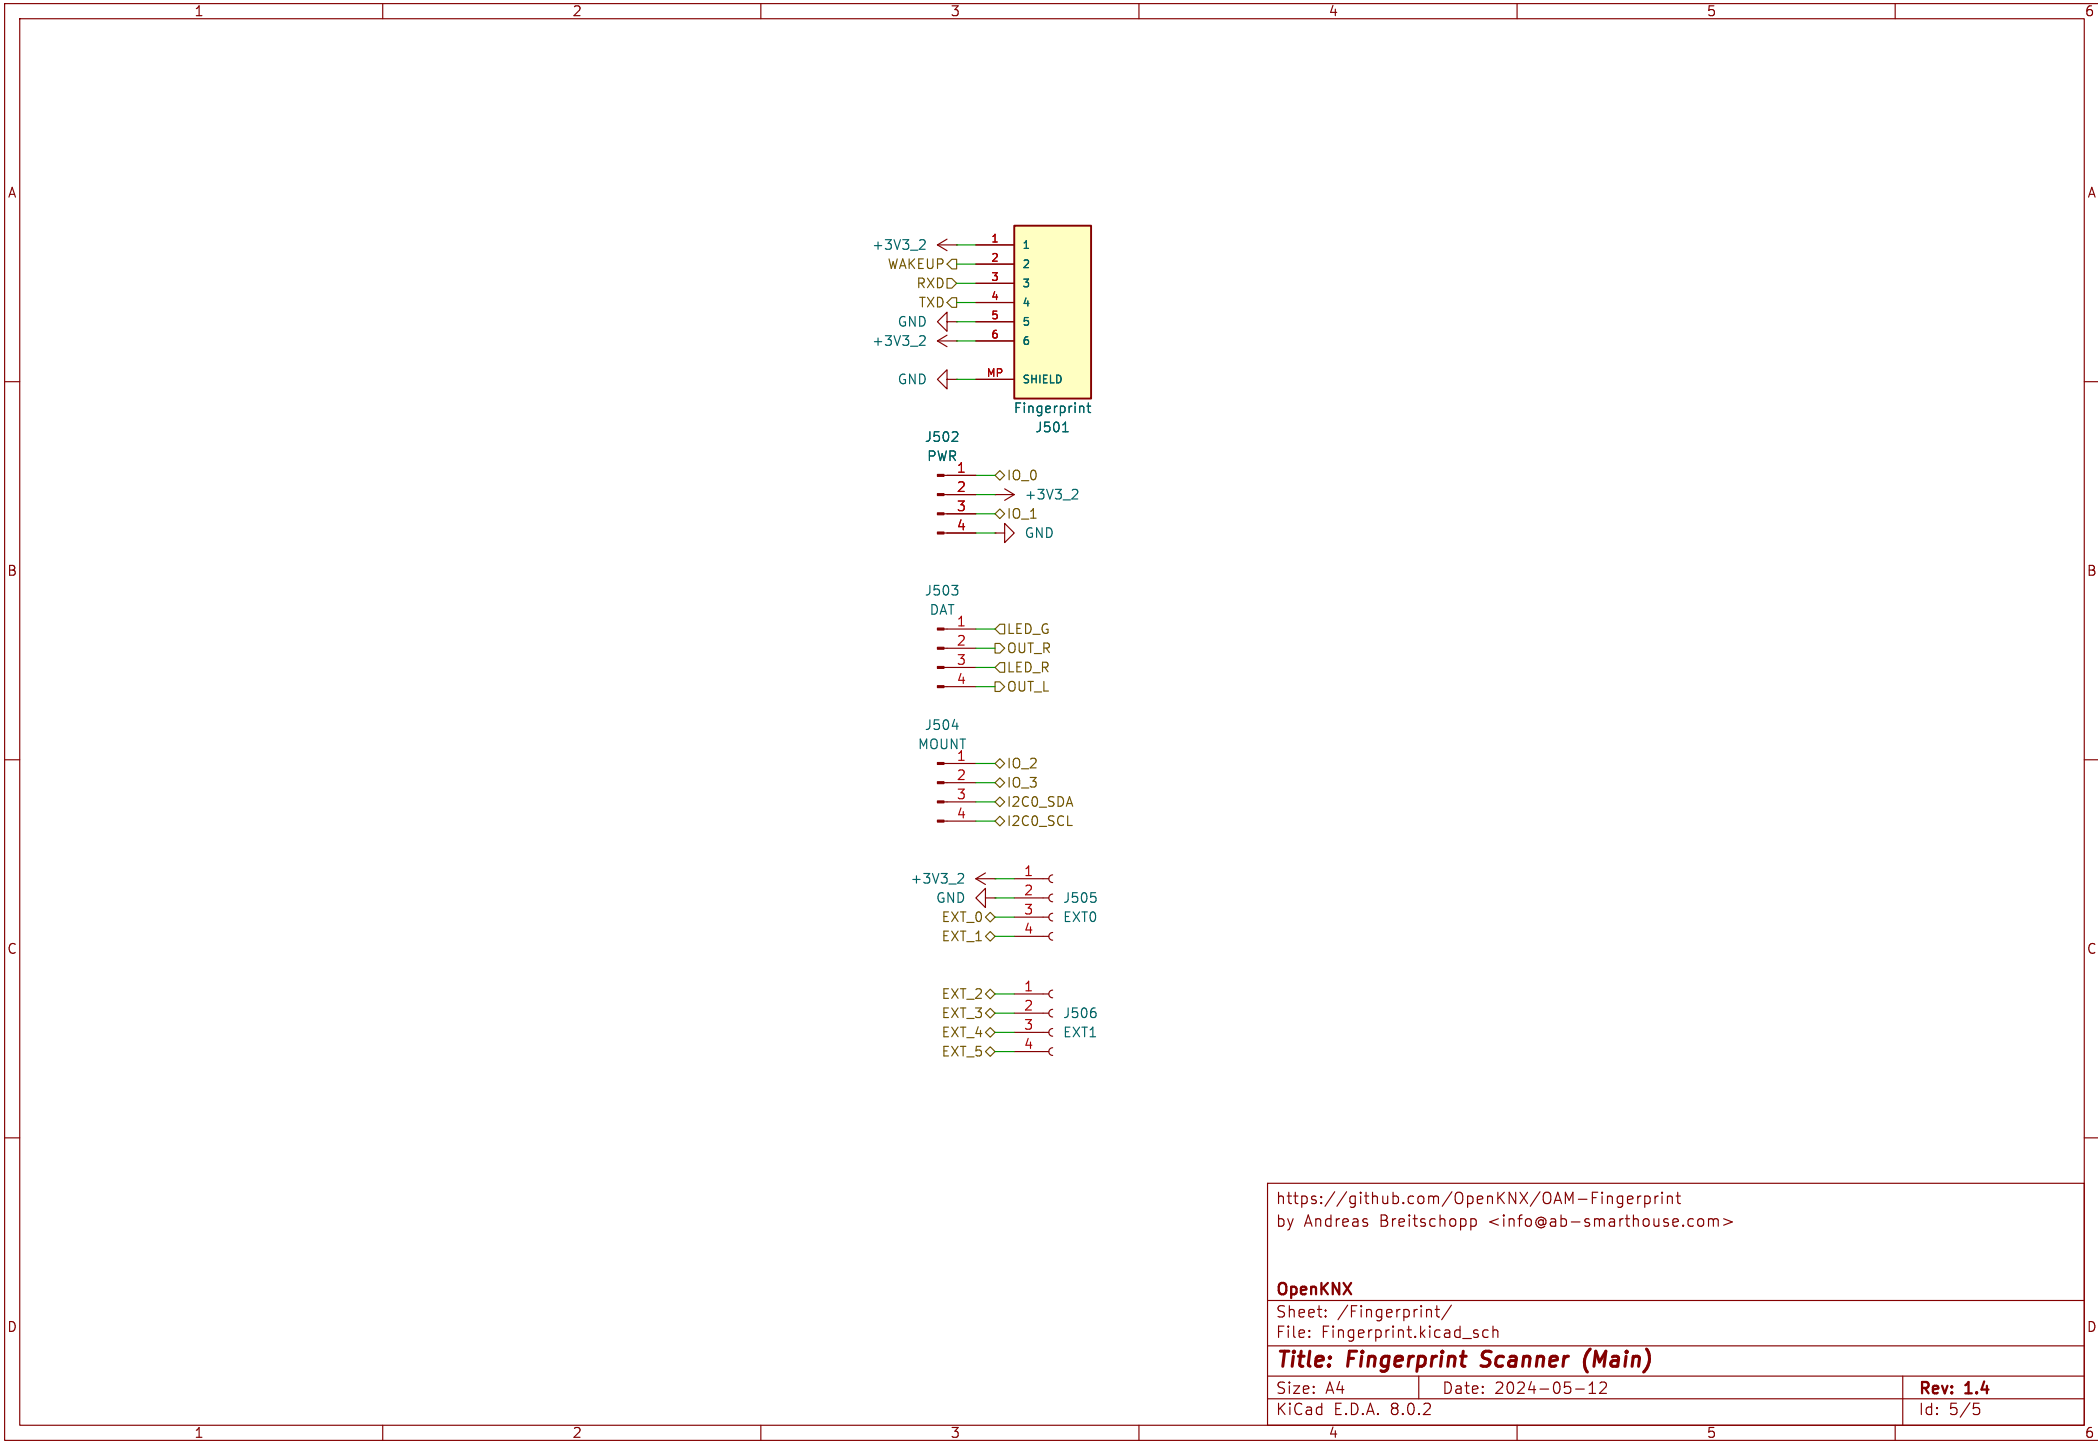 1 2 3 4 5 6
A A
+3V3_2 1 1
WAKEUP 2 2
RXD 3 3
TXD 4 4
GND 5 5
+3V3_2 6 6
GND MP SHIELD
Fingerprint
J501
J502
PWR
1 IO_0
2 +3V3_2
3 IO_1
4 GND
B B
J503
DAT
1 LED_G
2 OUT_R
3 LED_R
4 OUT_L
J504
MOUNT
1 IO_2
2 IO_3
3 I2C0_SDA
4 I2C0_SCL
+3V3_2 1
GND 2 J505
EXT_0 3 EXT0
EXT_1 4
C C
EXT_2 1
EXT_3 2 J506
EXT_4 3 EXT1
EXT_5 4
https://github.com/OpenKNX/OAM-Fingerprint
by Andreas Breitschopp <info@ab-smarthouse.com>
OpenKNX
Sheet: /Fingerprint/
File: Fingerprint.kicad_sch
D D
Title: Fingerprint Scanner (Main)
Size: A4 Date: 2024-05-12 Rev: 1.4
KiCad E.D.A. 8.0.2 Id: 5/5
1 2 3 4 5 6